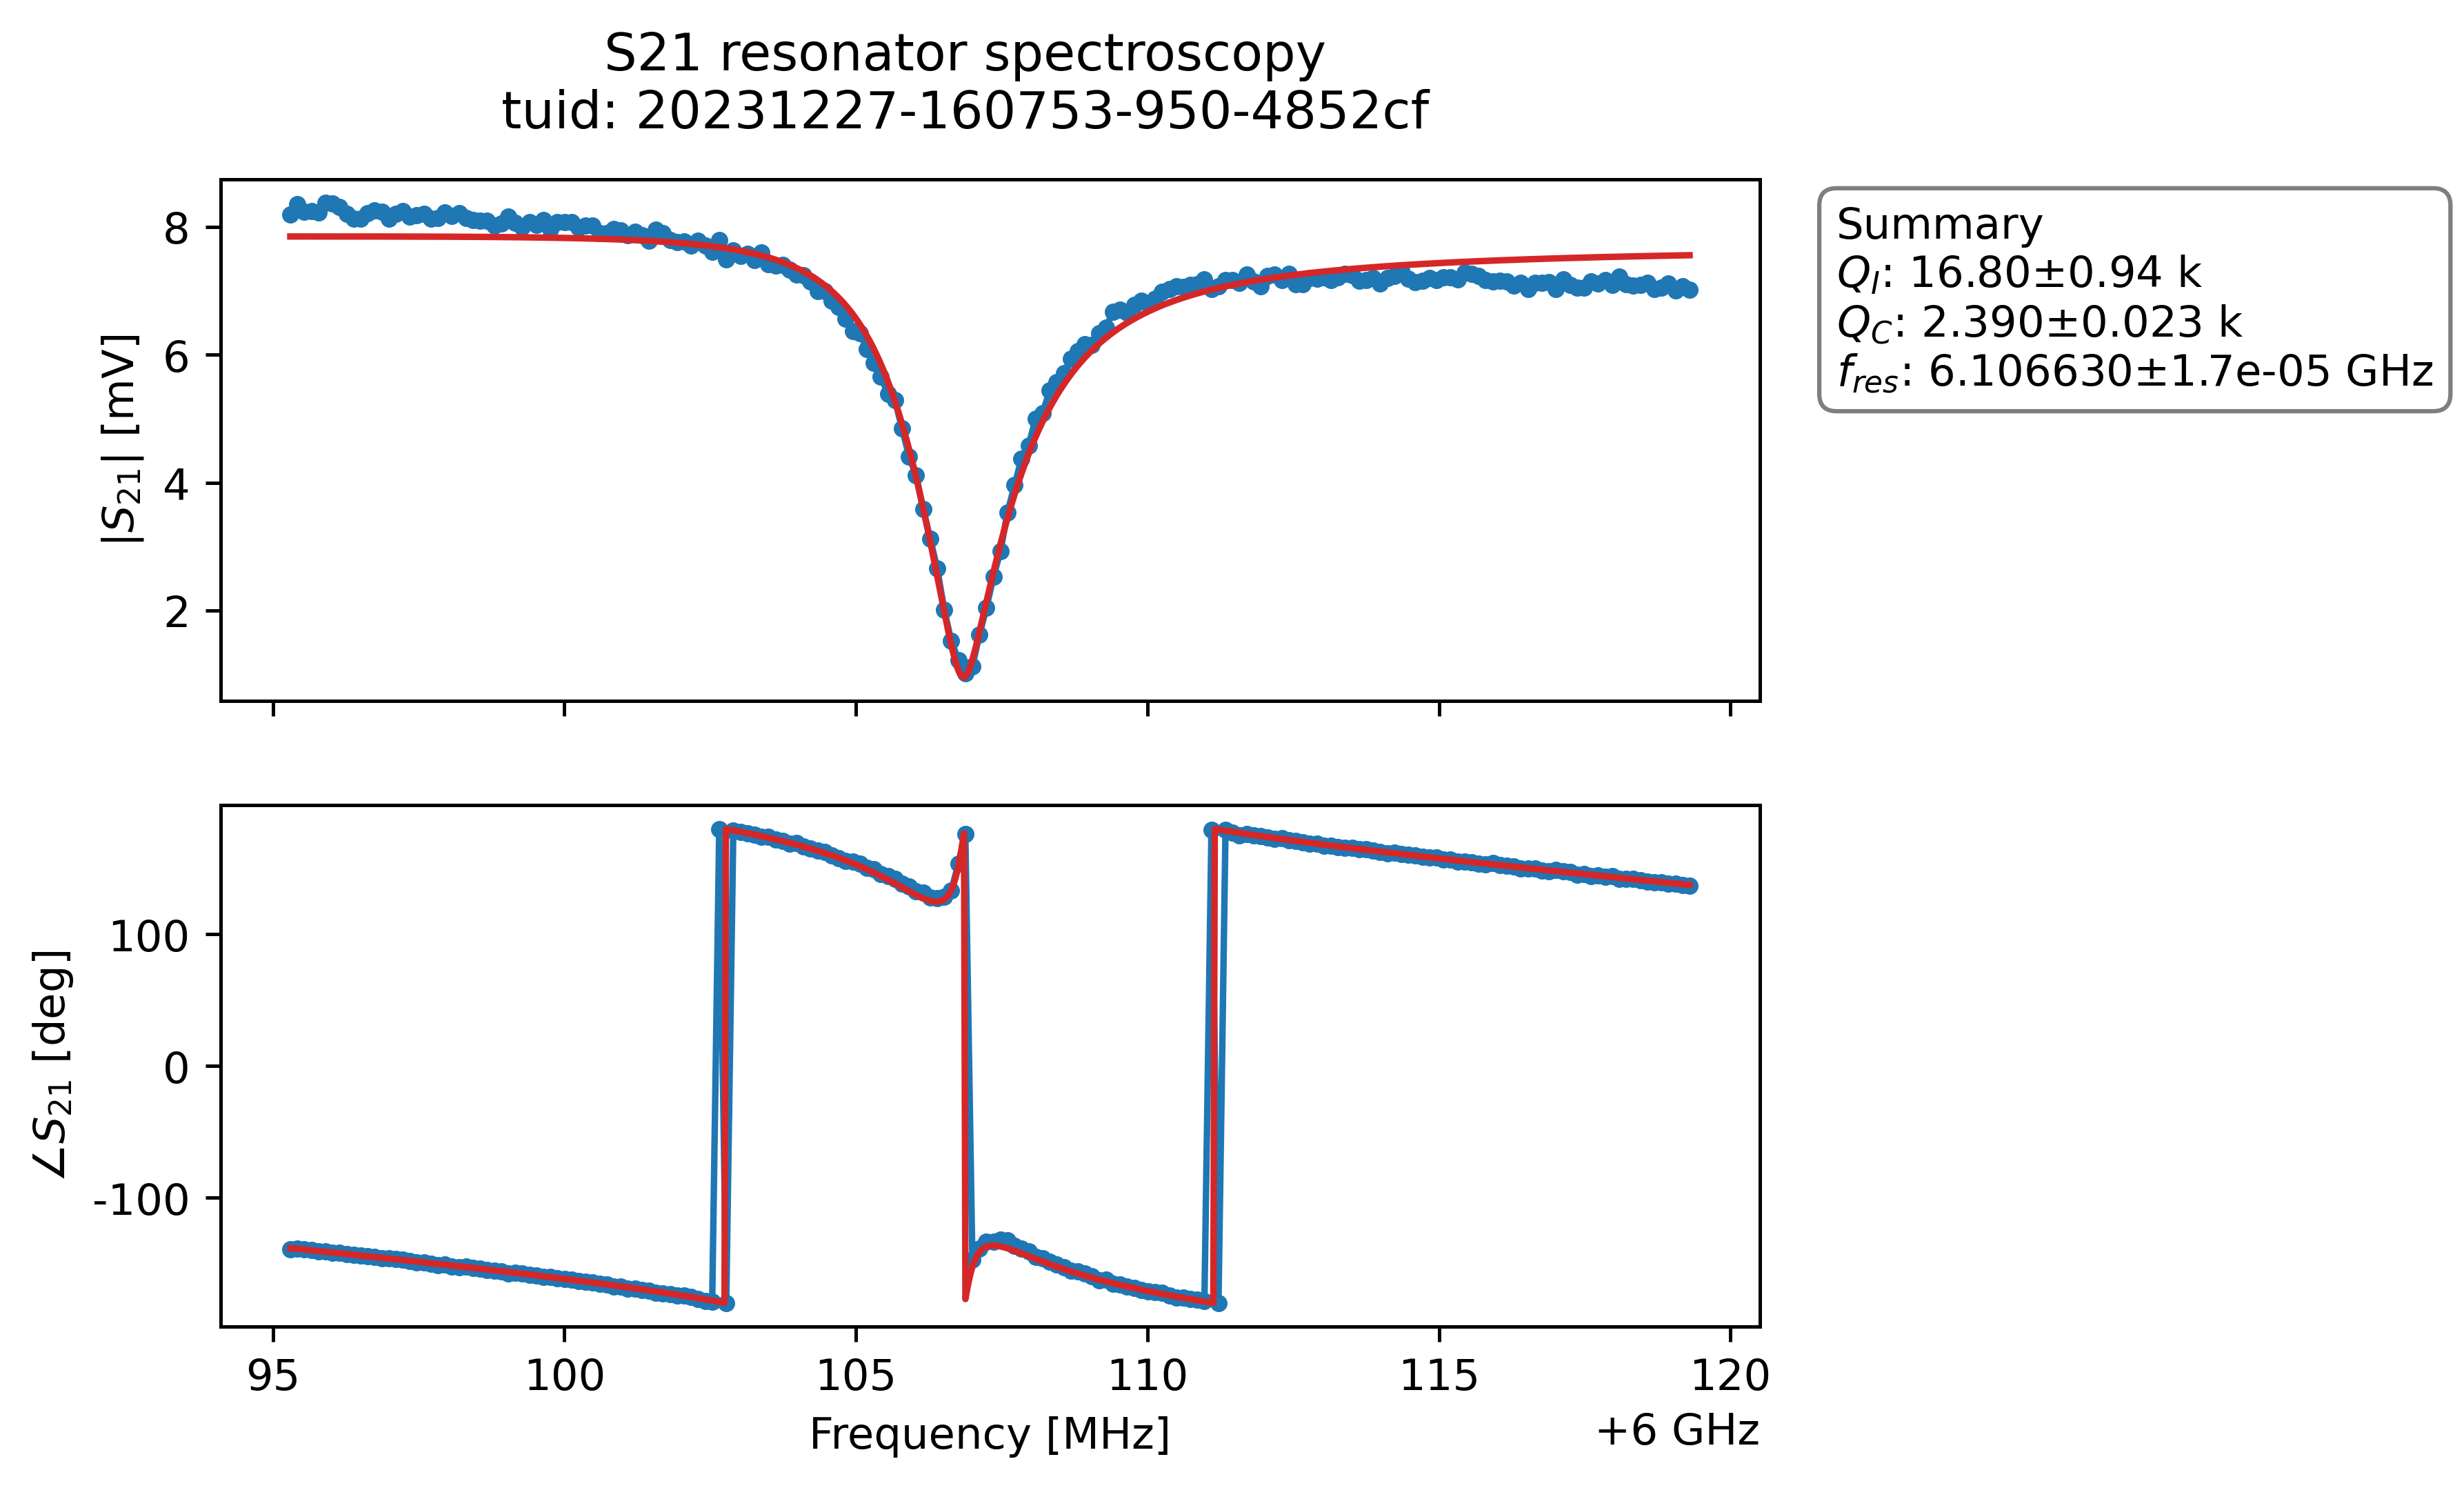 S21 resonator spectroscopy
tuid: 20231227-160753-950-4852cf
|S₂₁| [mV]
8
6
4
2
Summary
Qₗ: 16.80±0.94 k
Q_C: 2.390±0.023 k
f_res: 6.106630±1.7e-05 GHz
∠S₂₁ [deg]
100
0
-100
95 100 105 110 115 120
Frequency [MHz]
+6 GHz